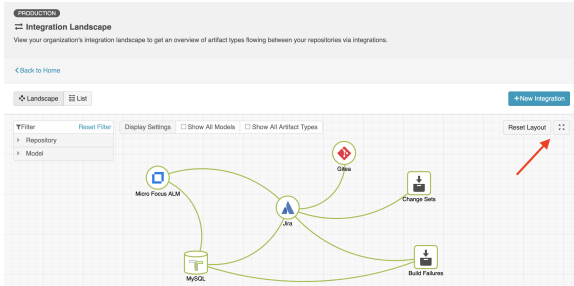 PRODUCTION
Integration Landscape
View your organization's integration landscape to get an overview of artifact types flowing between your repositories via integrations.
Back to Home
Landscape
List
+New Integration
Filter
Reset Filter
Display Settings
Show All Models
Show All Artifact Types
Reset Layout
Repository
Model
Gitea
Micro Focus ALM
Change Sets
Jira
MySQL
Build Failures